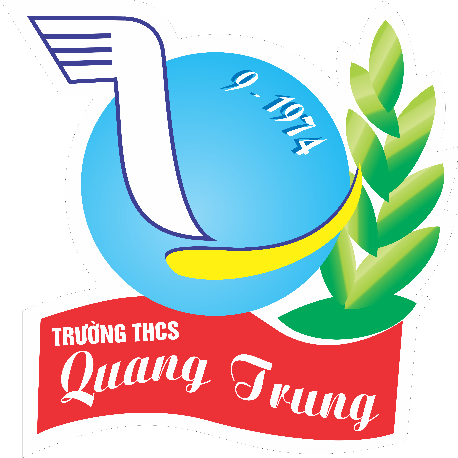 9 - 1974
TRƯỜNG THCS
Quang Trung